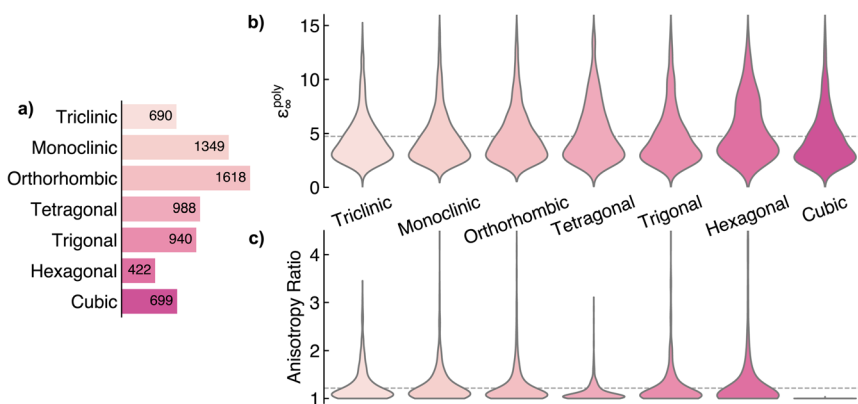 a)
Triclinic 690
Monoclinic 1349
Orthorhombic 1618
Tetragonal 988
Trigonal 940
Hexagonal 422
Cubic 699
b)
ε∞poly
15
10
5
0
Triclinic
Monoclinic
Orthorhombic
Tetragonal
Trigonal
Hexagonal
Cubic
c)
Anisotropy Ratio
4
3
2
1